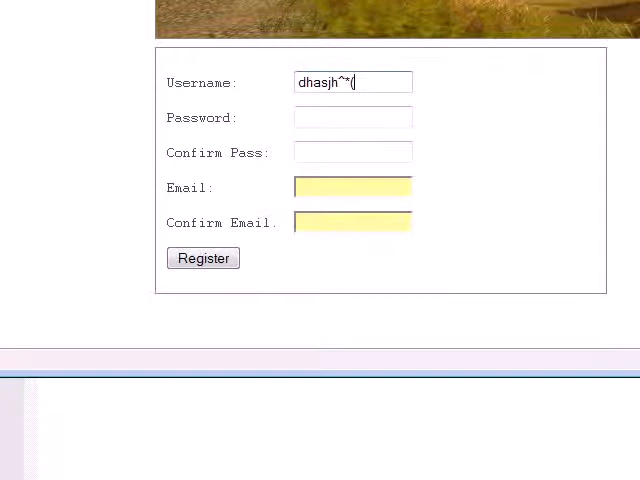 Username: dhasjh^*(
Password:
Confirm Pass:
Email:
Confirm Email.
Register